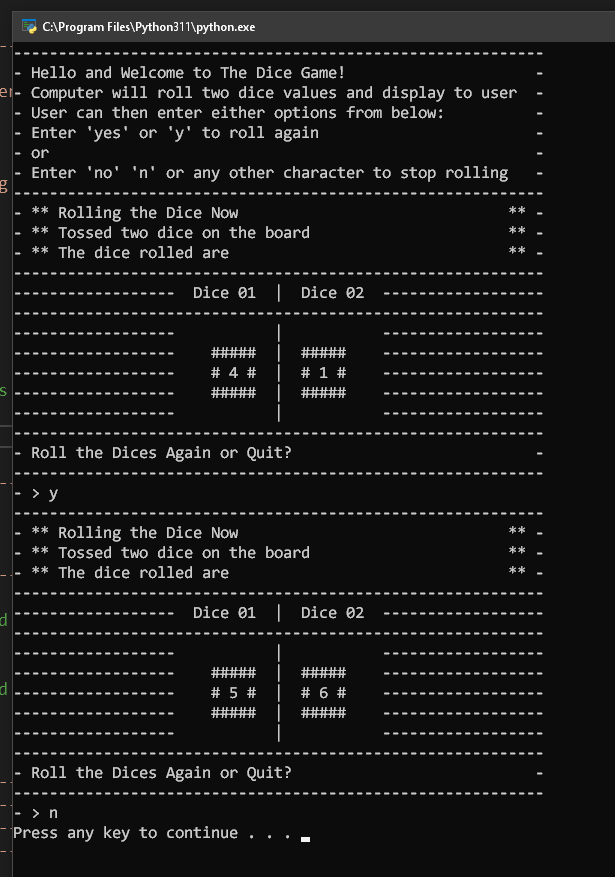 C:\Program Files\Python311\python.exe
-----------------------------------------------------------
- Hello and Welcome to The Dice Game!                     -
- Computer will roll two dice values and display to user  -
- User can then enter either options from below:          -
- Enter 'yes' or 'y' to roll again                        -
- or                                                      -
- Enter 'no' 'n' or any other character to stop rolling   -
-----------------------------------------------------------
- ** Rolling the Dice Now                              ** -
- ** Tossed two dice on the board                      ** -
- ** The dice rolled are                               ** -
-----------------------------------------------------------
------------------  Dice 01  |  Dice 02  ------------------
-----------------------------------------------------------
------------------           |           ------------------
------------------    #####  |  #####    ------------------
------------------    # 4 #  |  # 1 #    ------------------
------------------    #####  |  #####    ------------------
------------------           |           ------------------
-----------------------------------------------------------
- Roll the Dices Again or Quit?                           -
-----------------------------------------------------------
- > y
-----------------------------------------------------------
- ** Rolling the Dice Now                              ** -
- ** Tossed two dice on the board                      ** -
- ** The dice rolled are                               ** -
-----------------------------------------------------------
------------------  Dice 01  |  Dice 02  ------------------
-----------------------------------------------------------
------------------           |           ------------------
------------------    #####  |  #####    ------------------
------------------    # 5 #  |  # 6 #    ------------------
------------------    #####  |  #####    ------------------
------------------           |           ------------------
-----------------------------------------------------------
- Roll the Dices Again or Quit?                           -
-----------------------------------------------------------
- > n
Press any key to continue . . .